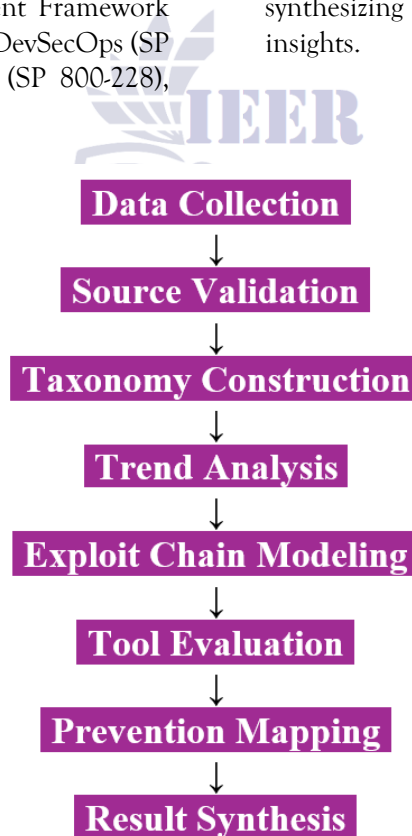 ent Framework
DevSecOps (SP
(SP 800-228),
synthesizing
insights.
IEER
Data Collection
↓
Source Validation
↓
Taxonomy Construction
↓
Trend Analysis
↓
Exploit Chain Modeling
↓
Tool Evaluation
↓
Prevention Mapping
↓
Result Synthesis